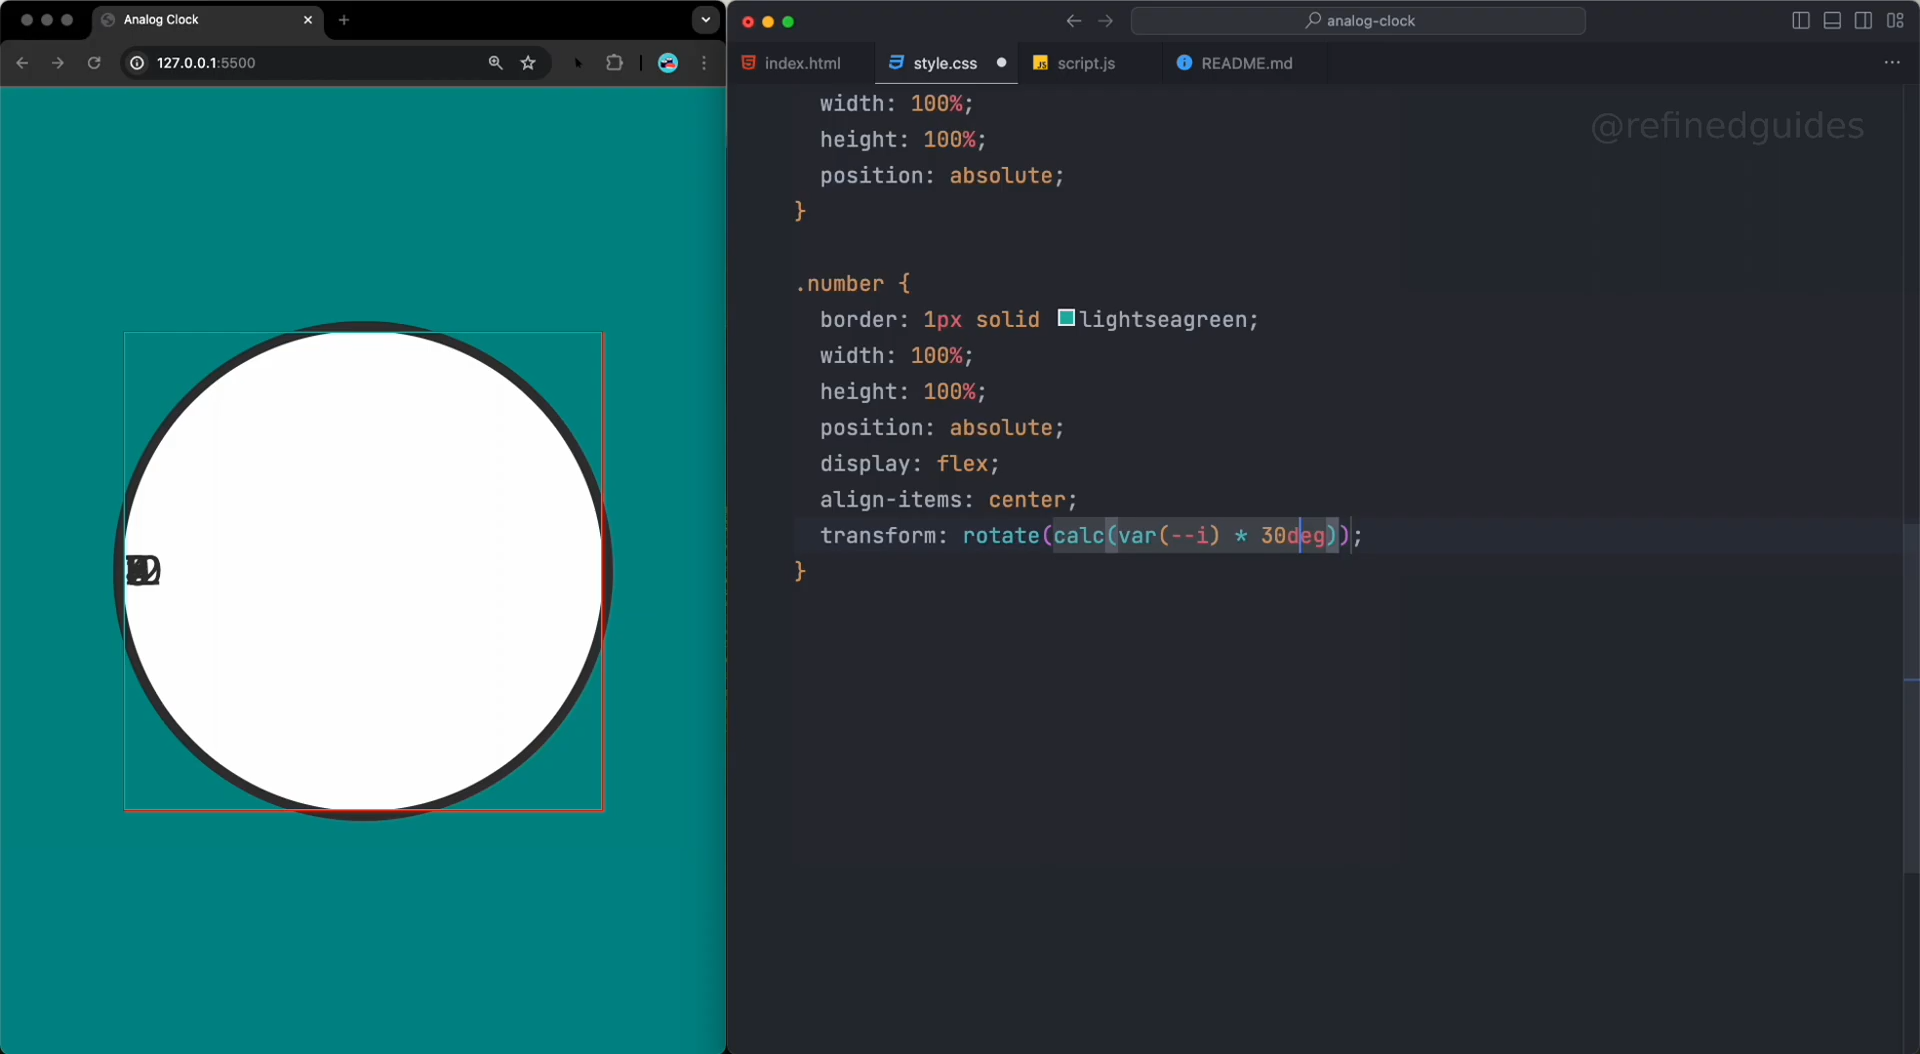 Analog Clock
127.0.0.1:5500
analog-clock
index.html
style.css
script.js
README.md
@refinedguides
width: 100%;
height: 100%;
position: absolute;
}
.number {
border: 1px solid lightseagreen;
width: 100%;
height: 100%;
position: absolute;
display: flex;
align-items: center;
transform: rotate(calc(var(--i) * 30deg));
}